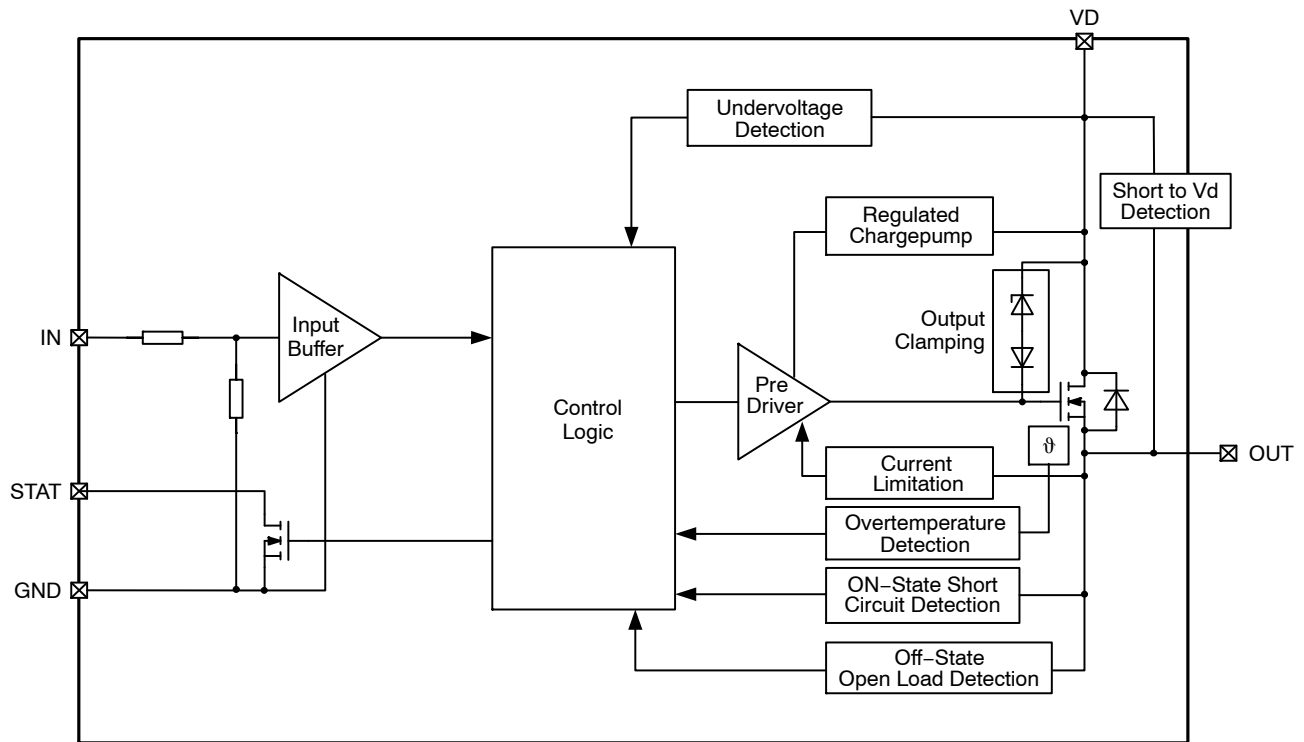 VD
Undervoltage
Detection
Short to Vd
Detection
Regulated
Chargepump
IN
Input
Buffer
Output
Clamping
Control
Logic
Pre
Driver
ϑ
OUT
Current
Limitation
STAT
Overtemperature
Detection
GND
ON−State Short
Circuit Detection
Off−State
Open Load Detection